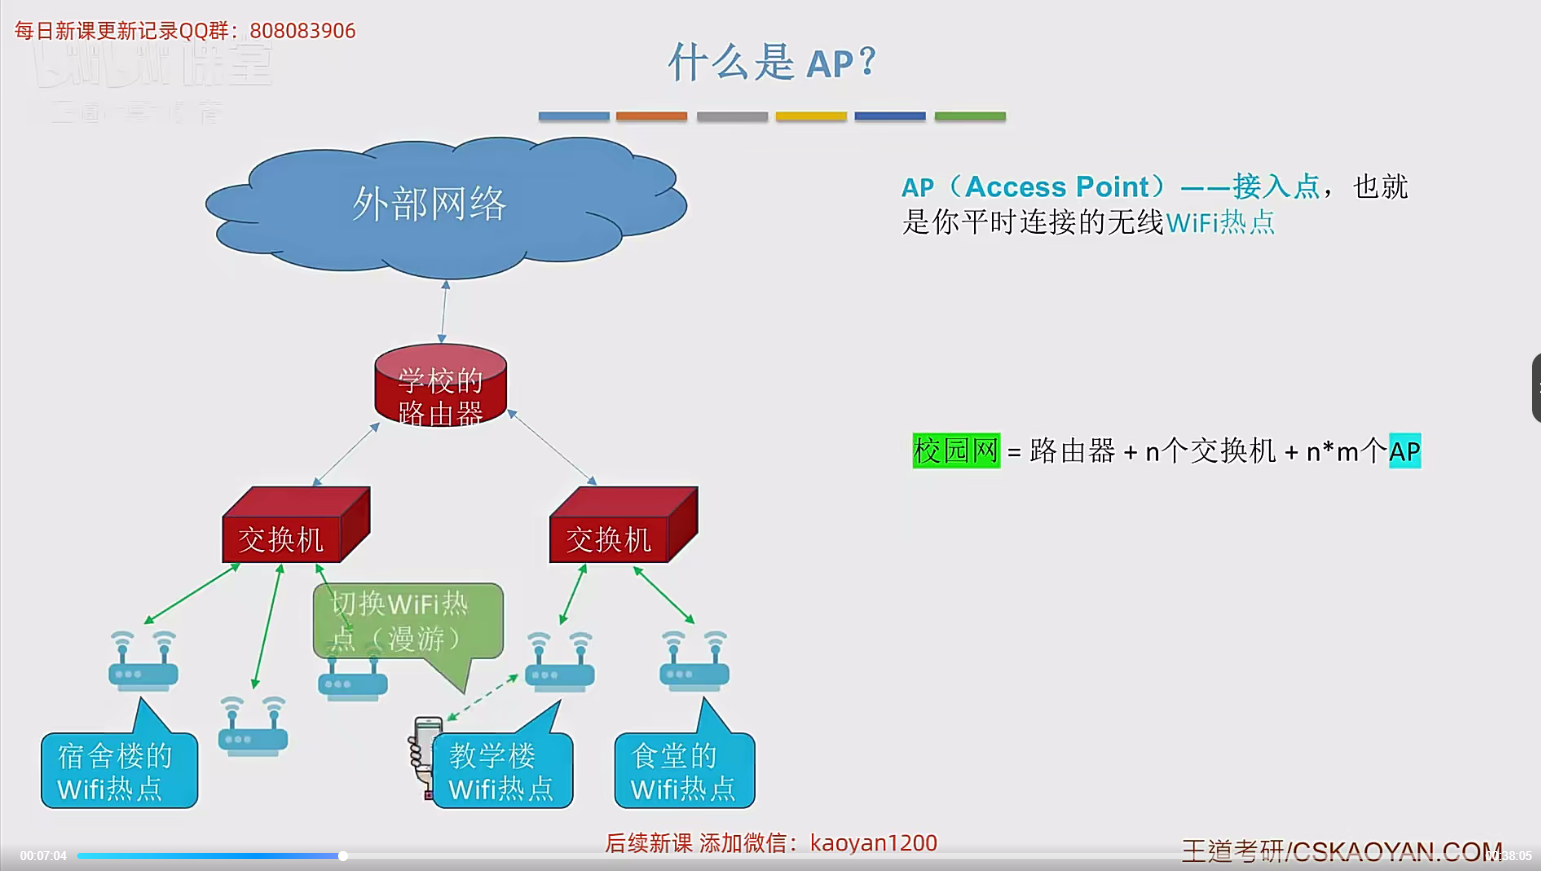 每日新课更新记录QQ群：808083906
什么是 AP？
外部网络
AP（Access Point）——接入点，也就
是你平时连接的无线WiFi热点
学校的
路由器
校园网 = 路由器 + n个交换机 + n*m个AP
交换机
交换机
切换WiFi热
点（漫游）
宿舍楼的
Wifi热点
教学楼
Wifi热点
食堂的
Wifi热点
后续新课 添加微信：kaoyan1200
王道考研/CSKAOYAN.COM
00:07:04